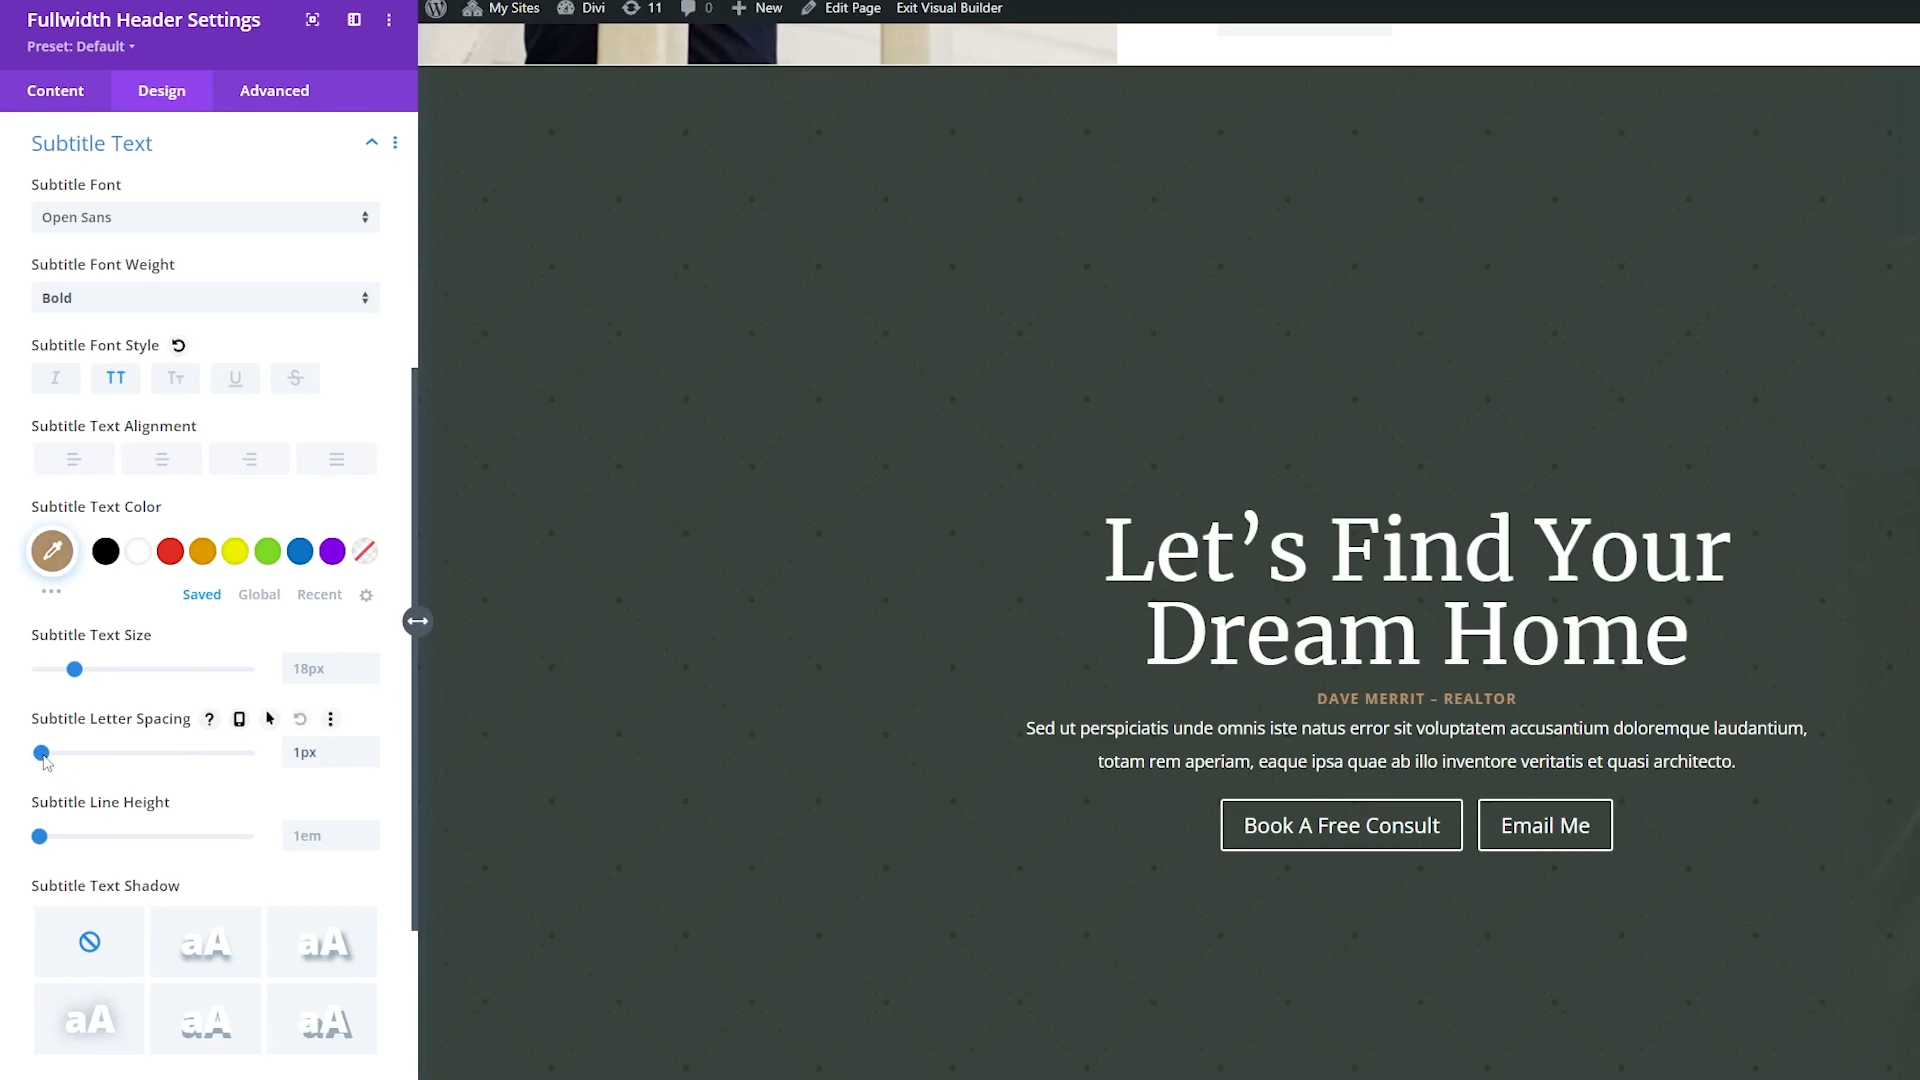 Fullwidth Header Settings
Preset: Default
Content Design Advanced
Subtitle Text
Subtitle Font
Open Sans
Subtitle Font Weight
Bold
Subtitle Font Style
I TT Tт U S
Subtitle Text Alignment
Subtitle Text Color
Saved Global Recent
Subtitle Text Size
18px
Subtitle Letter Spacing ?
1px
Subtitle Line Height
1em
Subtitle Text Shadow
aA aA
aA aA aA
My Sites Divi 11 0 New Edit Page Exit Visual Builder
Let’s Find Your
Dream Home
DAVE MERRIT – REALTOR
Sed ut perspiciatis unde omnis iste natus error sit voluptatem accusantium doloremque laudantium,
totam rem aperiam, eaque ipsa quae ab illo inventore veritatis et quasi architecto.
Book A Free Consult Email Me